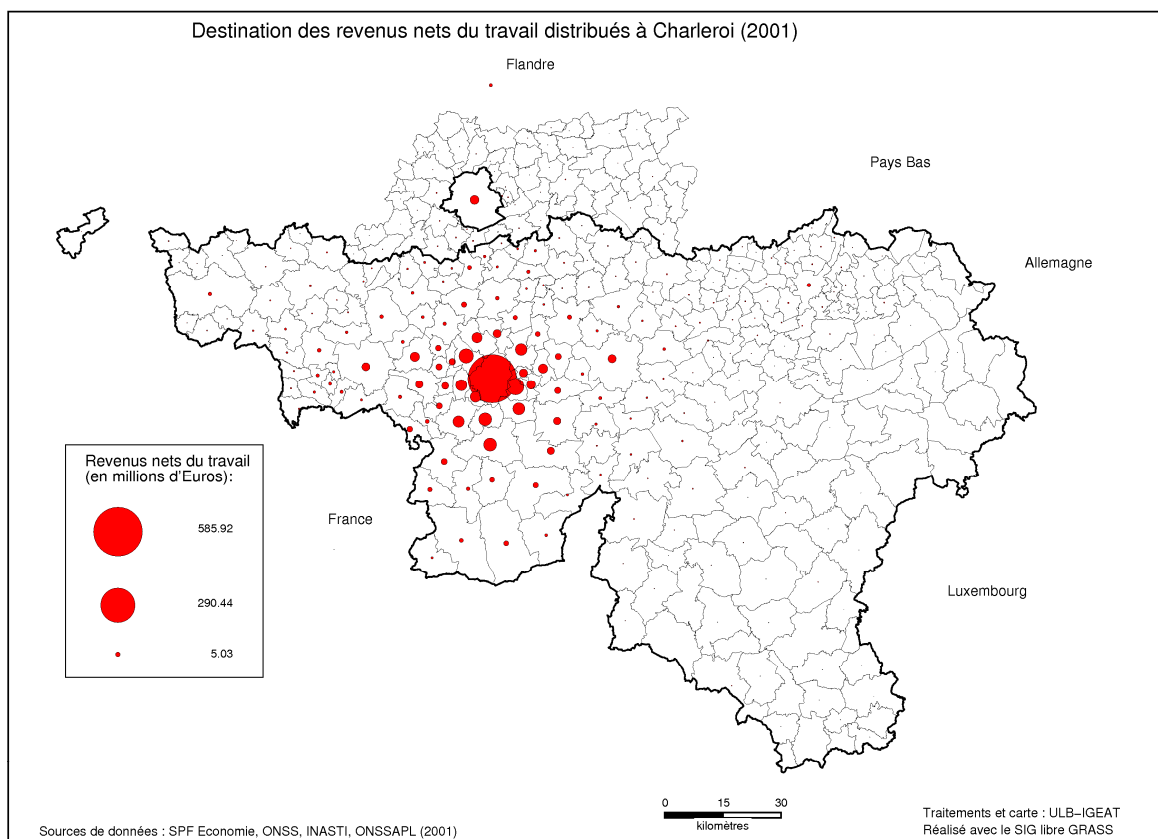 Destination des revenus nets du travail distribués à Charleroi (2001)
Flandre
Pays Bas
Allemagne
Revenus nets du travail
(en millions d'Euros):
585.92
290.44
5.03
France
Luxembourg
0 15 30
kilomètres
Sources de données : SPF Economie, ONSS, INASTI, ONSSAPL (2001)
Traitements et carte : ULB-IGEAT
Réalisé avec le SIG libre GRASS